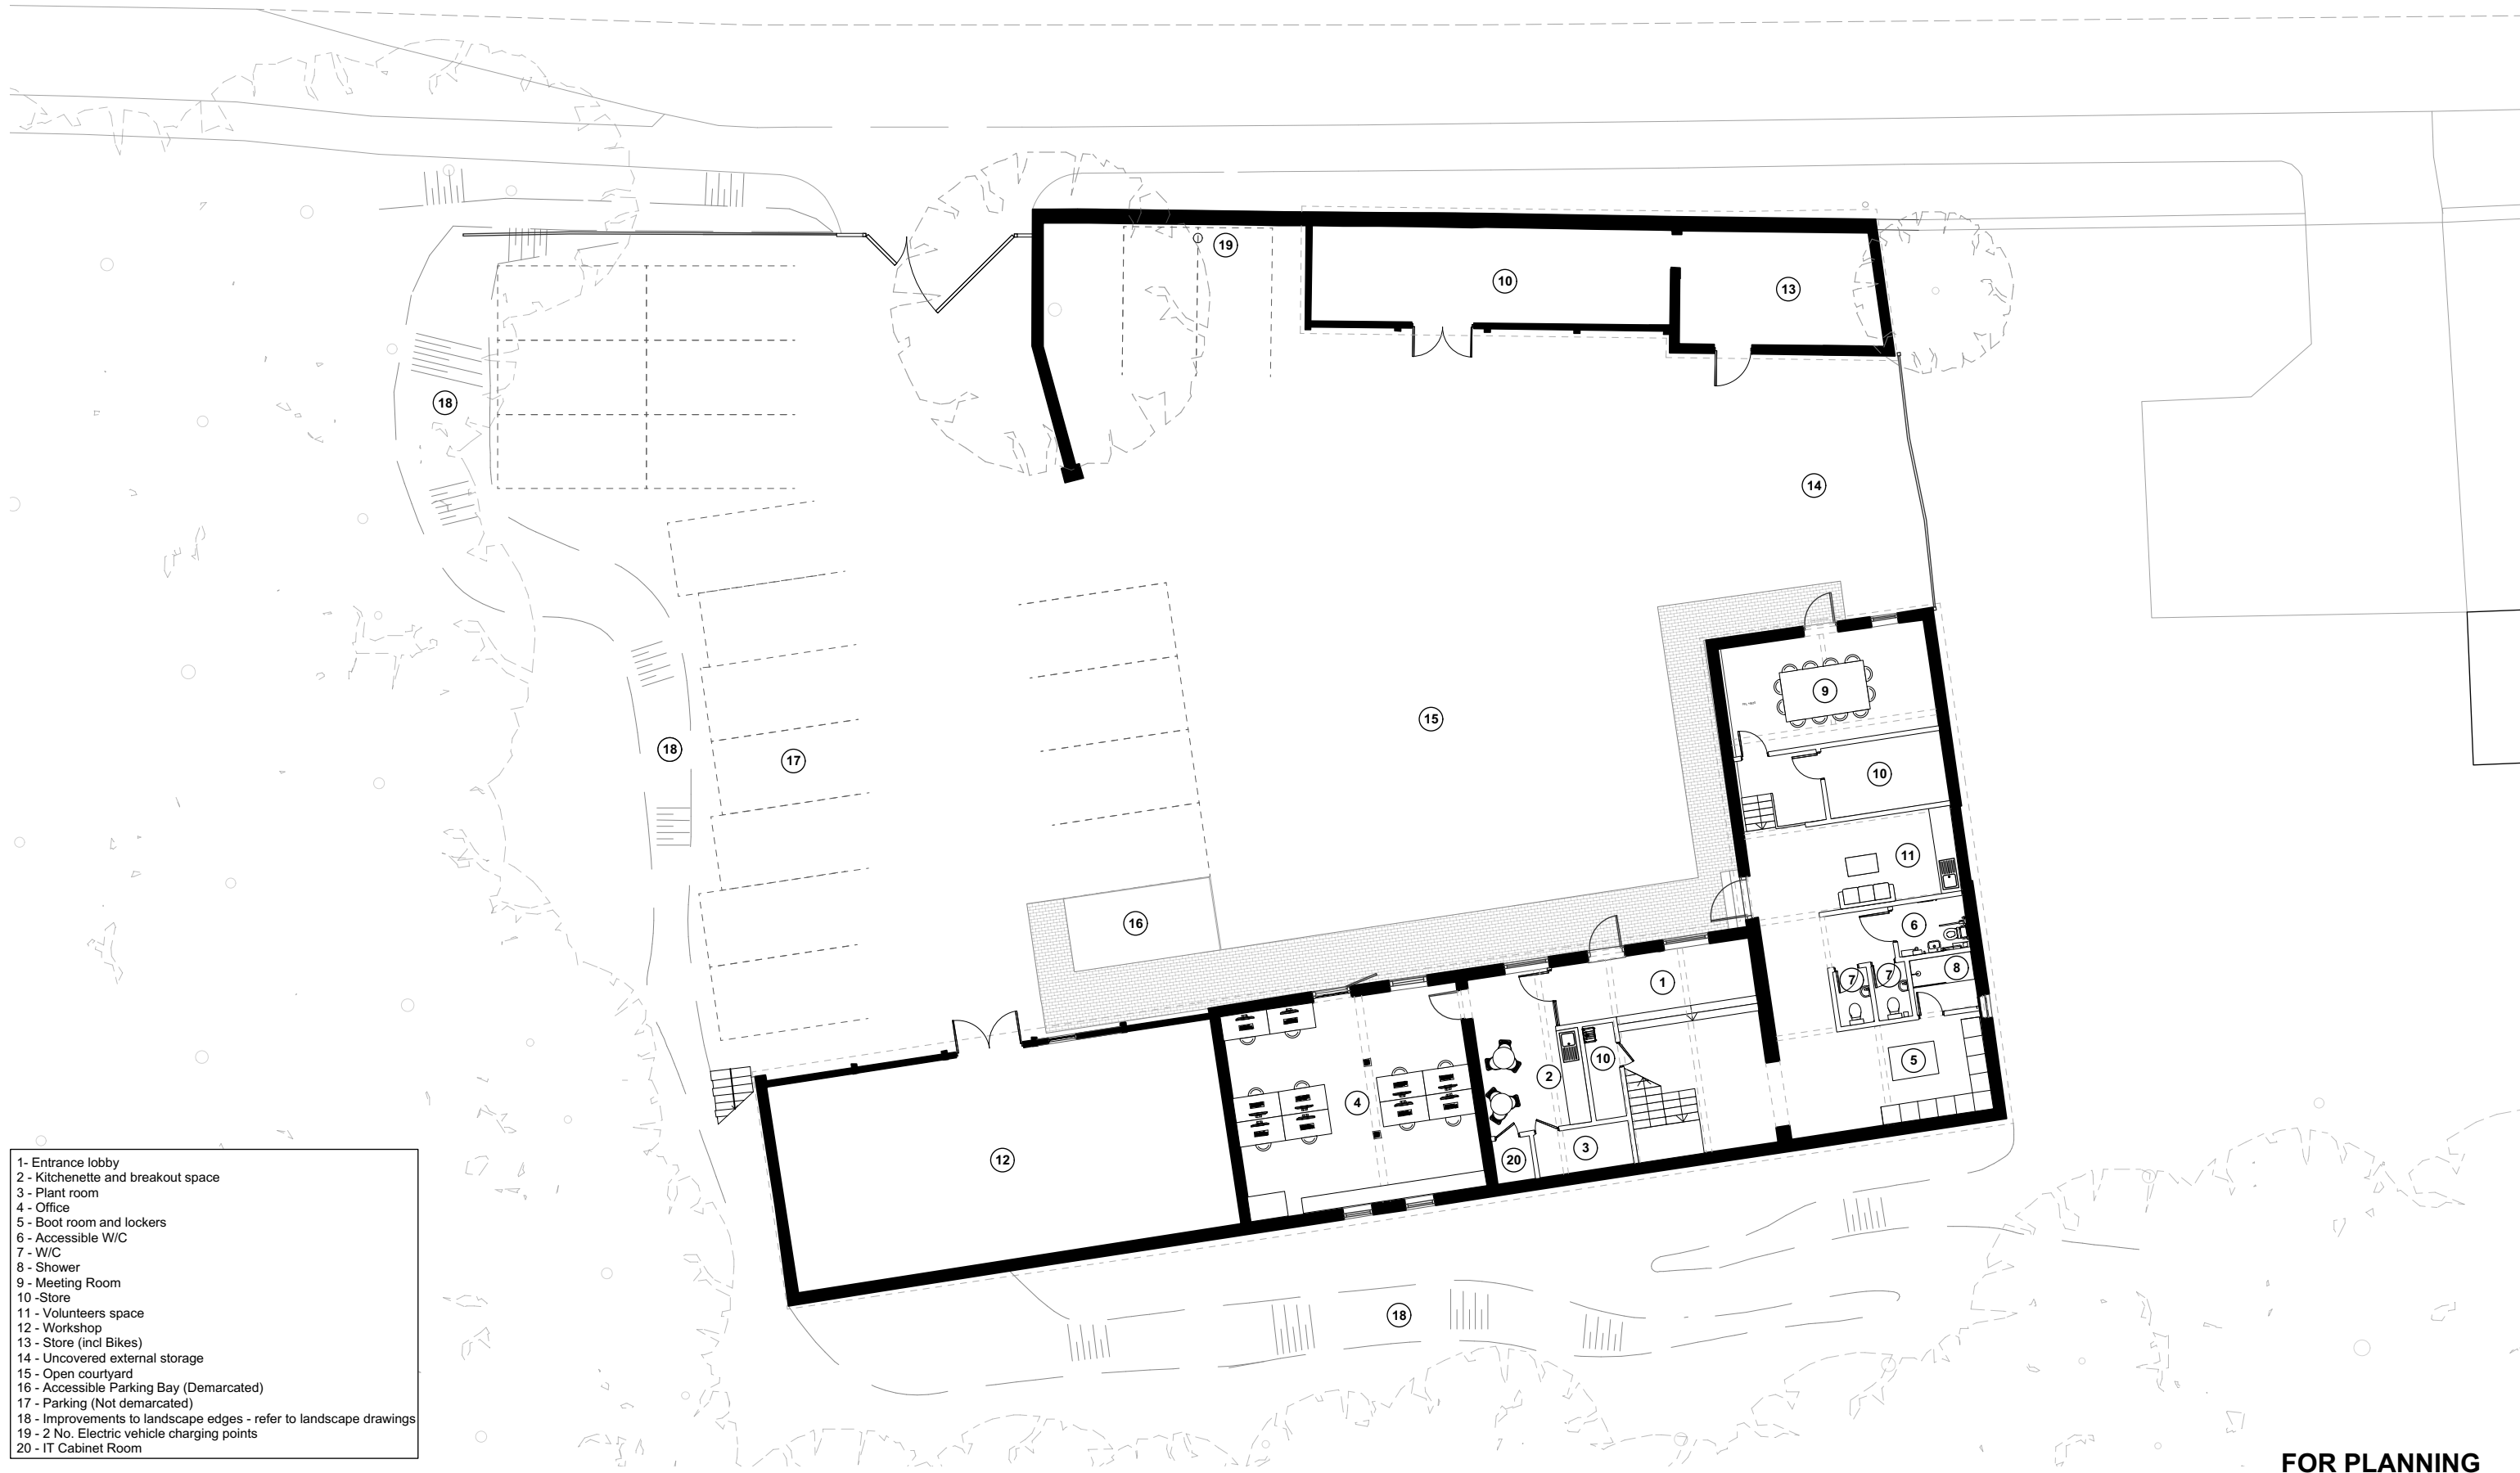 19
10
13
18
14
9
15
10
18
17
11
16
6
7
7
8
1
5
10
2
4
3
20
12
18
1- Entrance lobby
2 - Kitchenette and breakout space
3 - Plant room
4 - Office
5 - Boot room and lockers
6 - Accessible W/C
7 - W/C
8 - Shower
9 - Meeting Room
10 -Store
11 - Volunteers space
12 - Workshop
13 - Store (incl Bikes)
14 - Uncovered external storage
15 - Open courtyard
16 - Accessible Parking Bay (Demarcated)
17 - Parking (Not demarcated)
18 - Improvements to landscape edges - refer to landscape drawings
19 - 2 No. Electric vehicle charging points
20 - IT Cabinet Room
FOR PLANNING